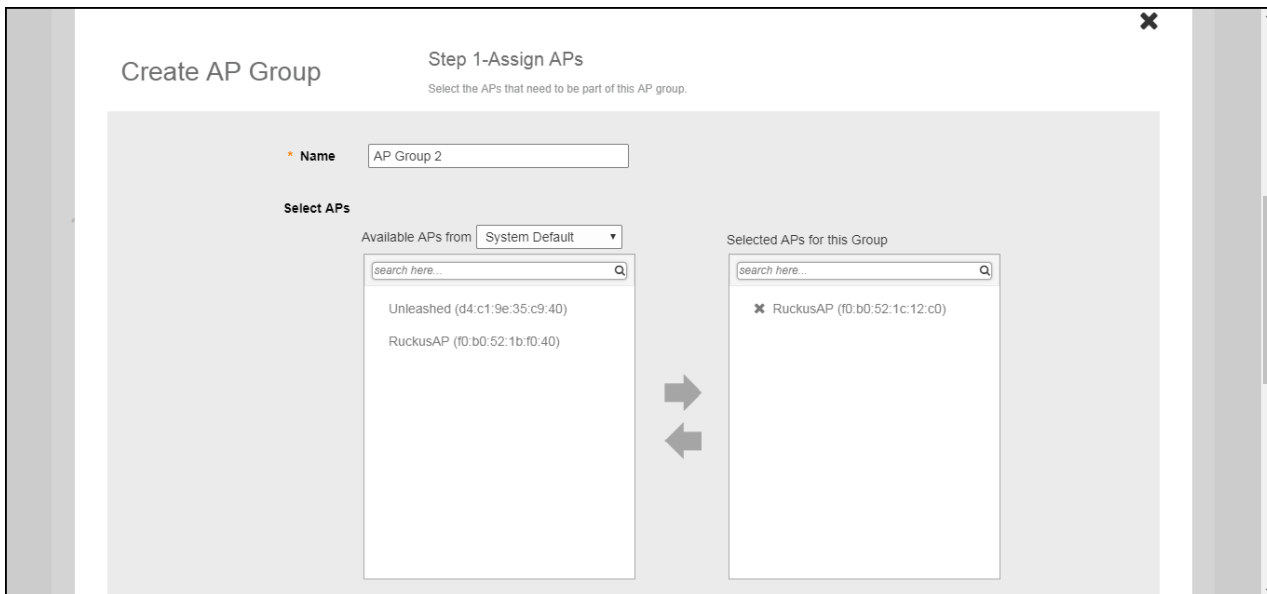 Create AP Group
Step 1-Assign APs
Select the APs that need to be part of this AP group.
* Name
AP Group 2
Select APs
Available APs from System Default
search here...
Unleashed (d4:c1:9e:35:c9:40)
RuckusAP (f0:b0:52:1b:f0:40)
Selected APs for this Group
search here...
RuckusAP (f0:b0:52:1c:12:c0)